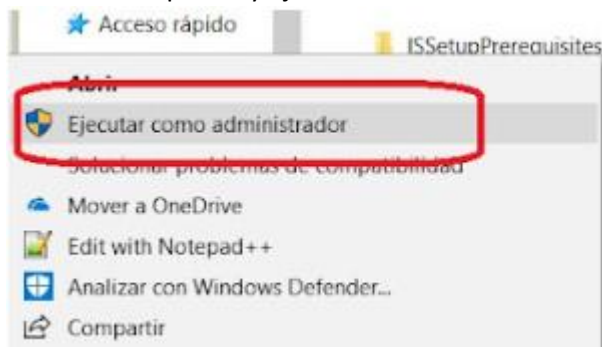 Acceso rápido
ISSetupPrerequisites
Abrir
Ejecutar como administrador
Solucionar problemas de compatibilidad
Mover a OneDrive
Edit with Notepad++
Analizar con Windows Defender...
Compartir